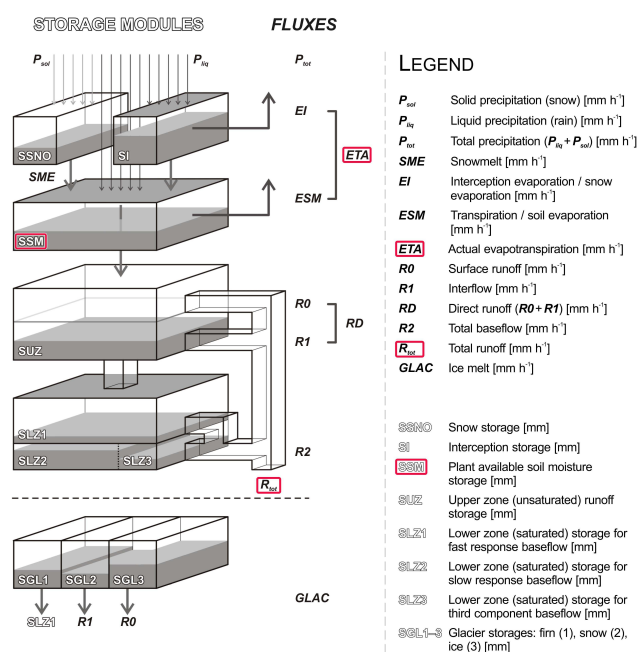 STORAGE MODULES FLUXES
P_sol P_liq P_tot
EI
SSNO SI
ETA
SME
ESM
SSM
R0
RD
R1
SUZ
SLZ1
SLZ2 SLZ3 R2
R_tot
SGL1 SGL2 SGL3
GLAC
SLZ1 R1 R0
LEGEND
P_sol Solid precipitation (snow) [mm h⁻¹]
P_liq Liquid precipitation (rain) [mm h⁻¹]
P_tot Total precipitation (P_liq + P_sol) [mm h⁻¹]
SME Snowmelt [mm h⁻¹]
EI Interception evaporation / snow
evaporation [mm h⁻¹]
ESM Transpiration / soil evaporation
[mm h⁻¹]
ETA Actual evapotranspiration [mm h⁻¹]
R0 Surface runoff [mm h⁻¹]
R1 Interflow [mm h⁻¹]
RD Direct runoff (R0 + R1) [mm h⁻¹]
R2 Total baseflow [mm h⁻¹]
R_tot Total runoff [mm h⁻¹]
GLAC Ice melt [mm h⁻¹]
SSNO Snow storage [mm]
SI Interception storage [mm]
SSM Plant available soil moisture
storage [mm]
SUZ Upper zone (unsaturated) runoff
storage [mm]
SLZ1 Lower zone (saturated) storage for
fast response baseflow [mm]
SLZ2 Lower zone (saturated) storage for
slow response baseflow [mm]
SLZ3 Lower zone (saturated) storage for
third component baseflow [mm]
SGL1–3 Glacier storages: firn (1), snow (2),
ice (3) [mm]